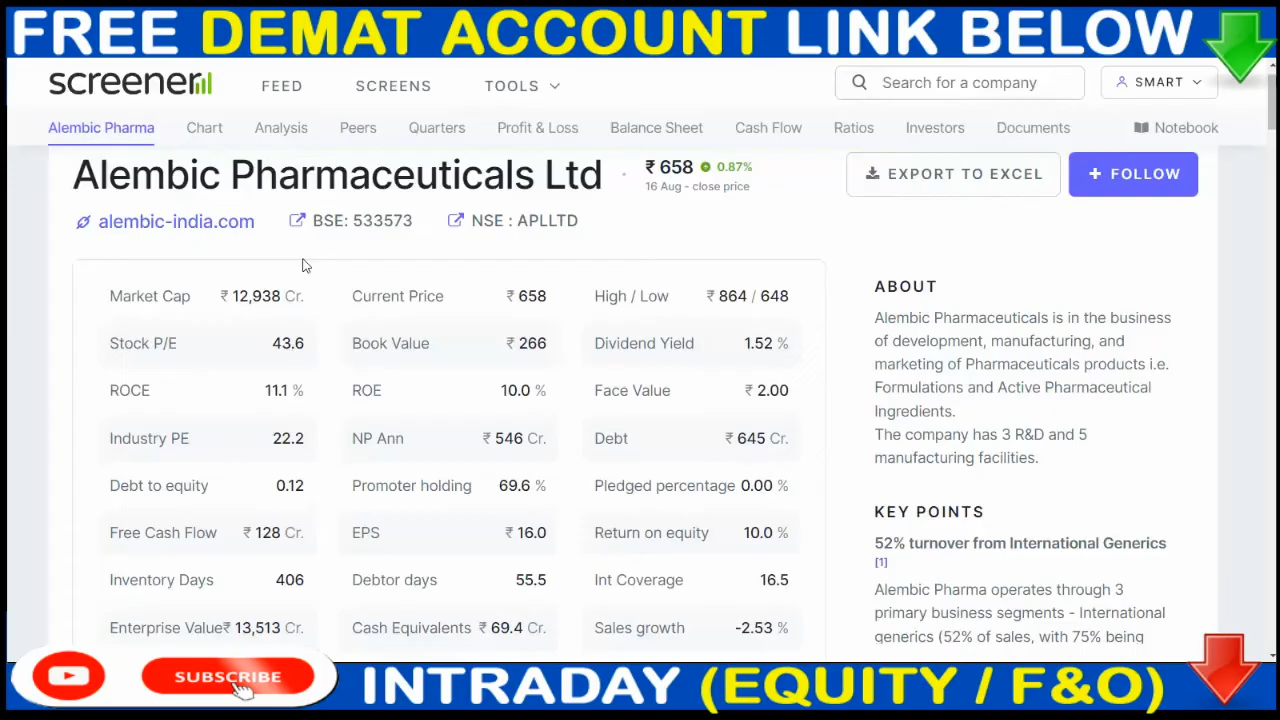 FREE DEMAT ACCOUNT LINK BELOW
screener FEED SCREENS TOOLS Search for a company SMART
Alembic Pharma Chart Analysis Peers Quarters Profit & Loss Balance Sheet Cash Flow Ratios Investors Documents Notebook
Alembic Pharmaceuticals Ltd ₹ 658 0.87% EXPORT TO EXCEL + FOLLOW
16 Aug - close price
alembic-india.com BSE: 533573 NSE : APLLTD
Market Cap ₹ 12,938 Cr. Current Price ₹ 658 High / Low ₹ 864 / 648
Stock P/E 43.6 Book Value ₹ 266 Dividend Yield 1.52 %
ROCE 11.1 % ROE 10.0 % Face Value ₹ 2.00
Industry PE 22.2 NP Ann ₹ 546 Cr. Debt ₹ 645 Cr.
Debt to equity 0.12 Promoter holding 69.6 % Pledged percentage 0.00 %
Free Cash Flow ₹ 128 Cr. EPS ₹ 16.0 Return on equity 10.0 %
Inventory Days 406 Debtor days 55.5 Int Coverage 16.5
Enterprise Value ₹ 13,513 Cr. Cash Equivalents ₹ 69.4 Cr. Sales growth -2.53 %
ABOUT
Alembic Pharmaceuticals is in the business
of development, manufacturing, and
marketing of Pharmaceuticals products i.e.
Formulations and Active Pharmaceutical
Ingredients.
The company has 3 R&D and 5
manufacturing facilities.
KEY POINTS
52% turnover from International Generics
[1]
Alembic Pharma operates through 3
primary business segments - International
generics (52% of sales, with 75% being
SUBSCRIBE
INTRADAY (EQUITY / F&O)